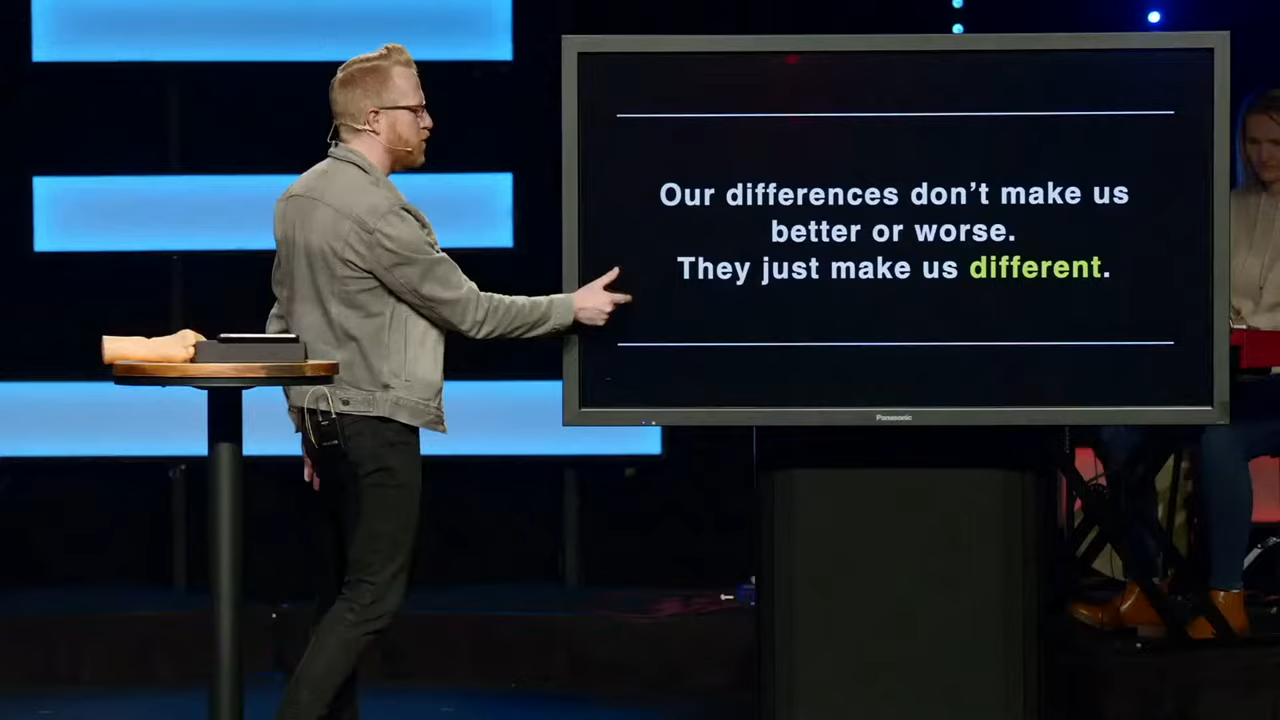 Our differences don't make us
better or worse.
They just make us different.
Panasonic